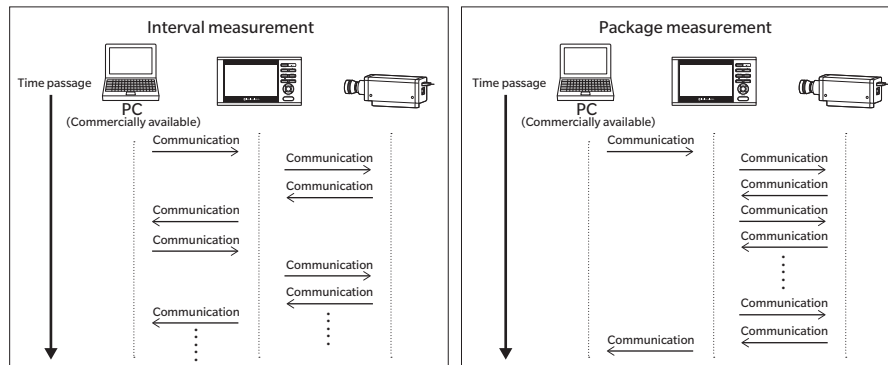 Interval measurement
Time passage
PC
(Commercially available)
Communication
Communication
Communication
Communication
Communication
Communication
Communication
Communication
Package measurement
Time passage
PC
(Commercially available)
Communication
Communication
Communication
Communication
Communication
Communication
Communication
Communication